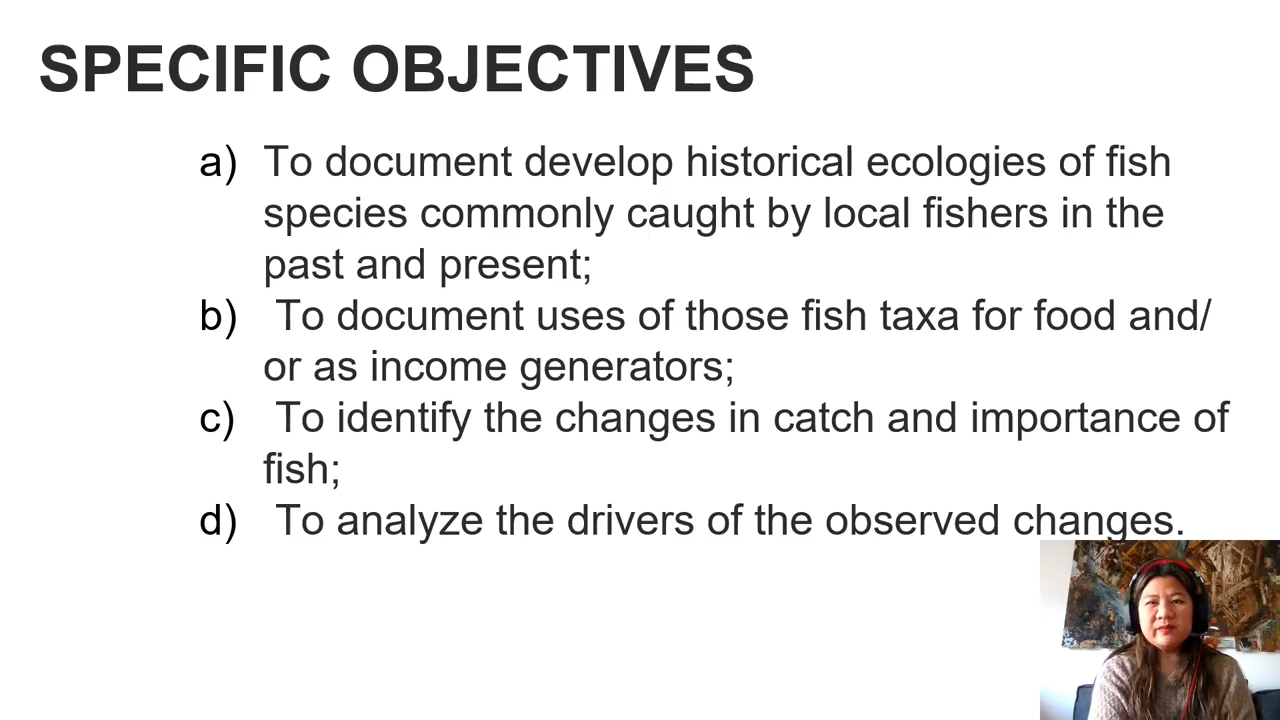 SPECIFIC OBJECTIVES
a) To document develop historical ecologies of fish
species commonly caught by local fishers in the
past and present;
b) To document uses of those fish taxa for food and/
or as income generators;
c) To identify the changes in catch and importance of
fish;
d) To analyze the drivers of the observed changes.